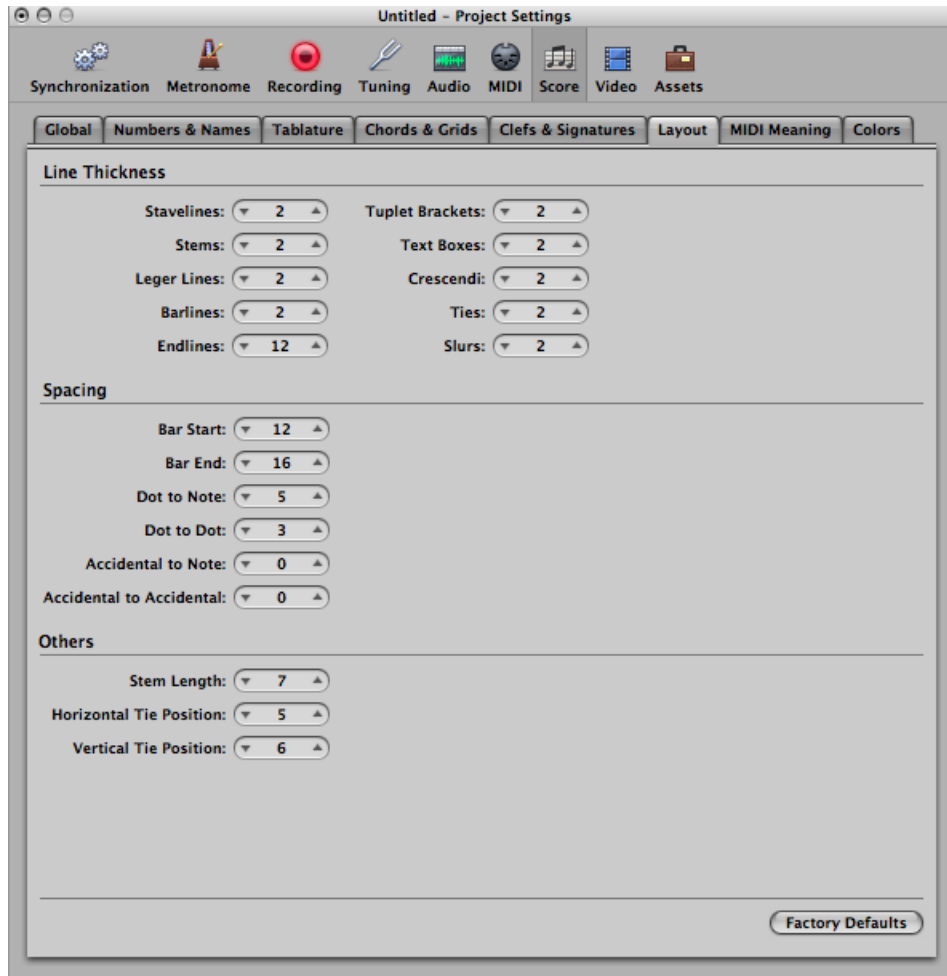 Untitled – Project Settings
Synchronization Metronome Recording Tuning Audio MIDI Score Video Assets
Global Numbers & Names Tablature Chords & Grids Clefs & Signatures Layout MIDI Meaning Colors
Line Thickness
Stavelines: 2 Tuplet Brackets: 2
Stems: 2 Text Boxes: 2
Leger Lines: 2 Crescendi: 2
Barlines: 2 Ties: 2
Endlines: 12 Slurs: 2
Spacing
Bar Start: 12
Bar End: 16
Dot to Note: 5
Dot to Dot: 3
Accidental to Note: 0
Accidental to Accidental: 0
Others
Stem Length: 7
Horizontal Tie Position: 5
Vertical Tie Position: 6
Factory Defaults